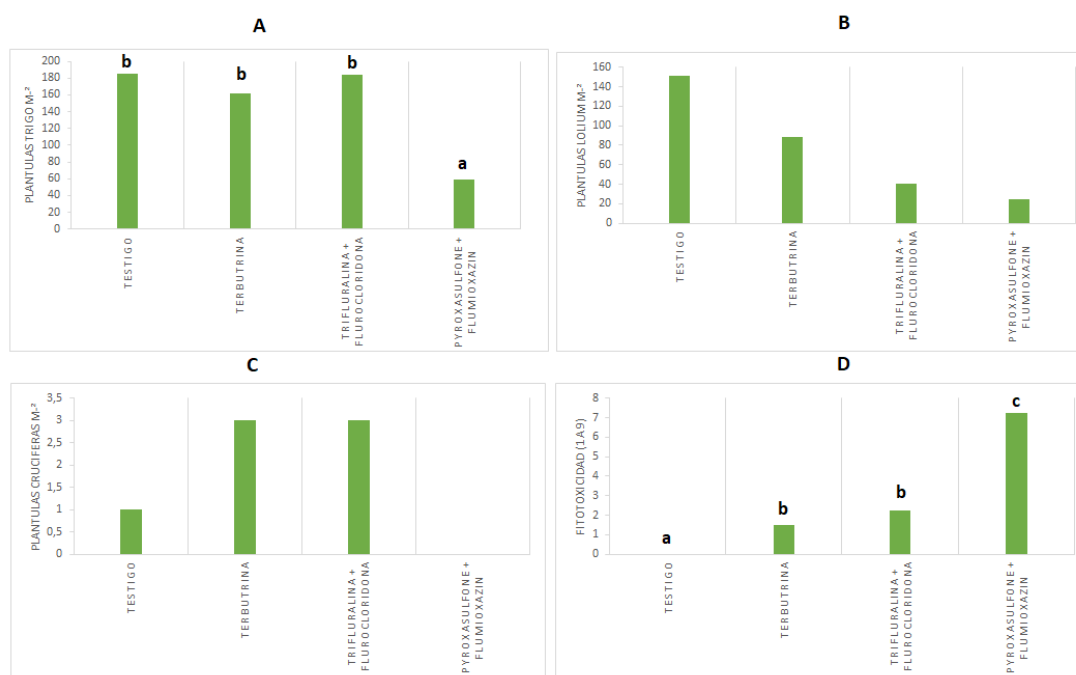 A
PLANTULAS TRIGO M-²
200
180
160
140
120
100
80
60
40
20
0
b
b
b
a
TESTIGO
TERBUTRINA
TRIFLURALINA +
FLUROCLORIDONA
PYROXASULFONE +
FLUMIOXAZIN
B
PLANTULAS LOLIUM M-²
160
140
120
100
80
60
40
20
0
TESTIGO
TERBUTRINA
TRIFLURALINA +
FLUROCLORIDONA
PYROXASULFONE +
FLUMIOXAZIN
C
PLANTULAS CRUCIFERAS M-²
3,5
3
2,5
2
1,5
1
0,5
0
TESTIGO
TERBUTRINA
TRIFLURALINA +
FLUROCLORIDONA
PYROXASULFONE +
FLUMIOXAZIN
D
FITOTOXICIDAD (1 A 9)
8
7
6
5
4
3
2
1
0
a
b
b
c
TESTIGO
TERBUTRINA
TRIFLURALINA +
FLUROCLORIDONA
PYROXASULFONE +
FLUMIOXAZIN